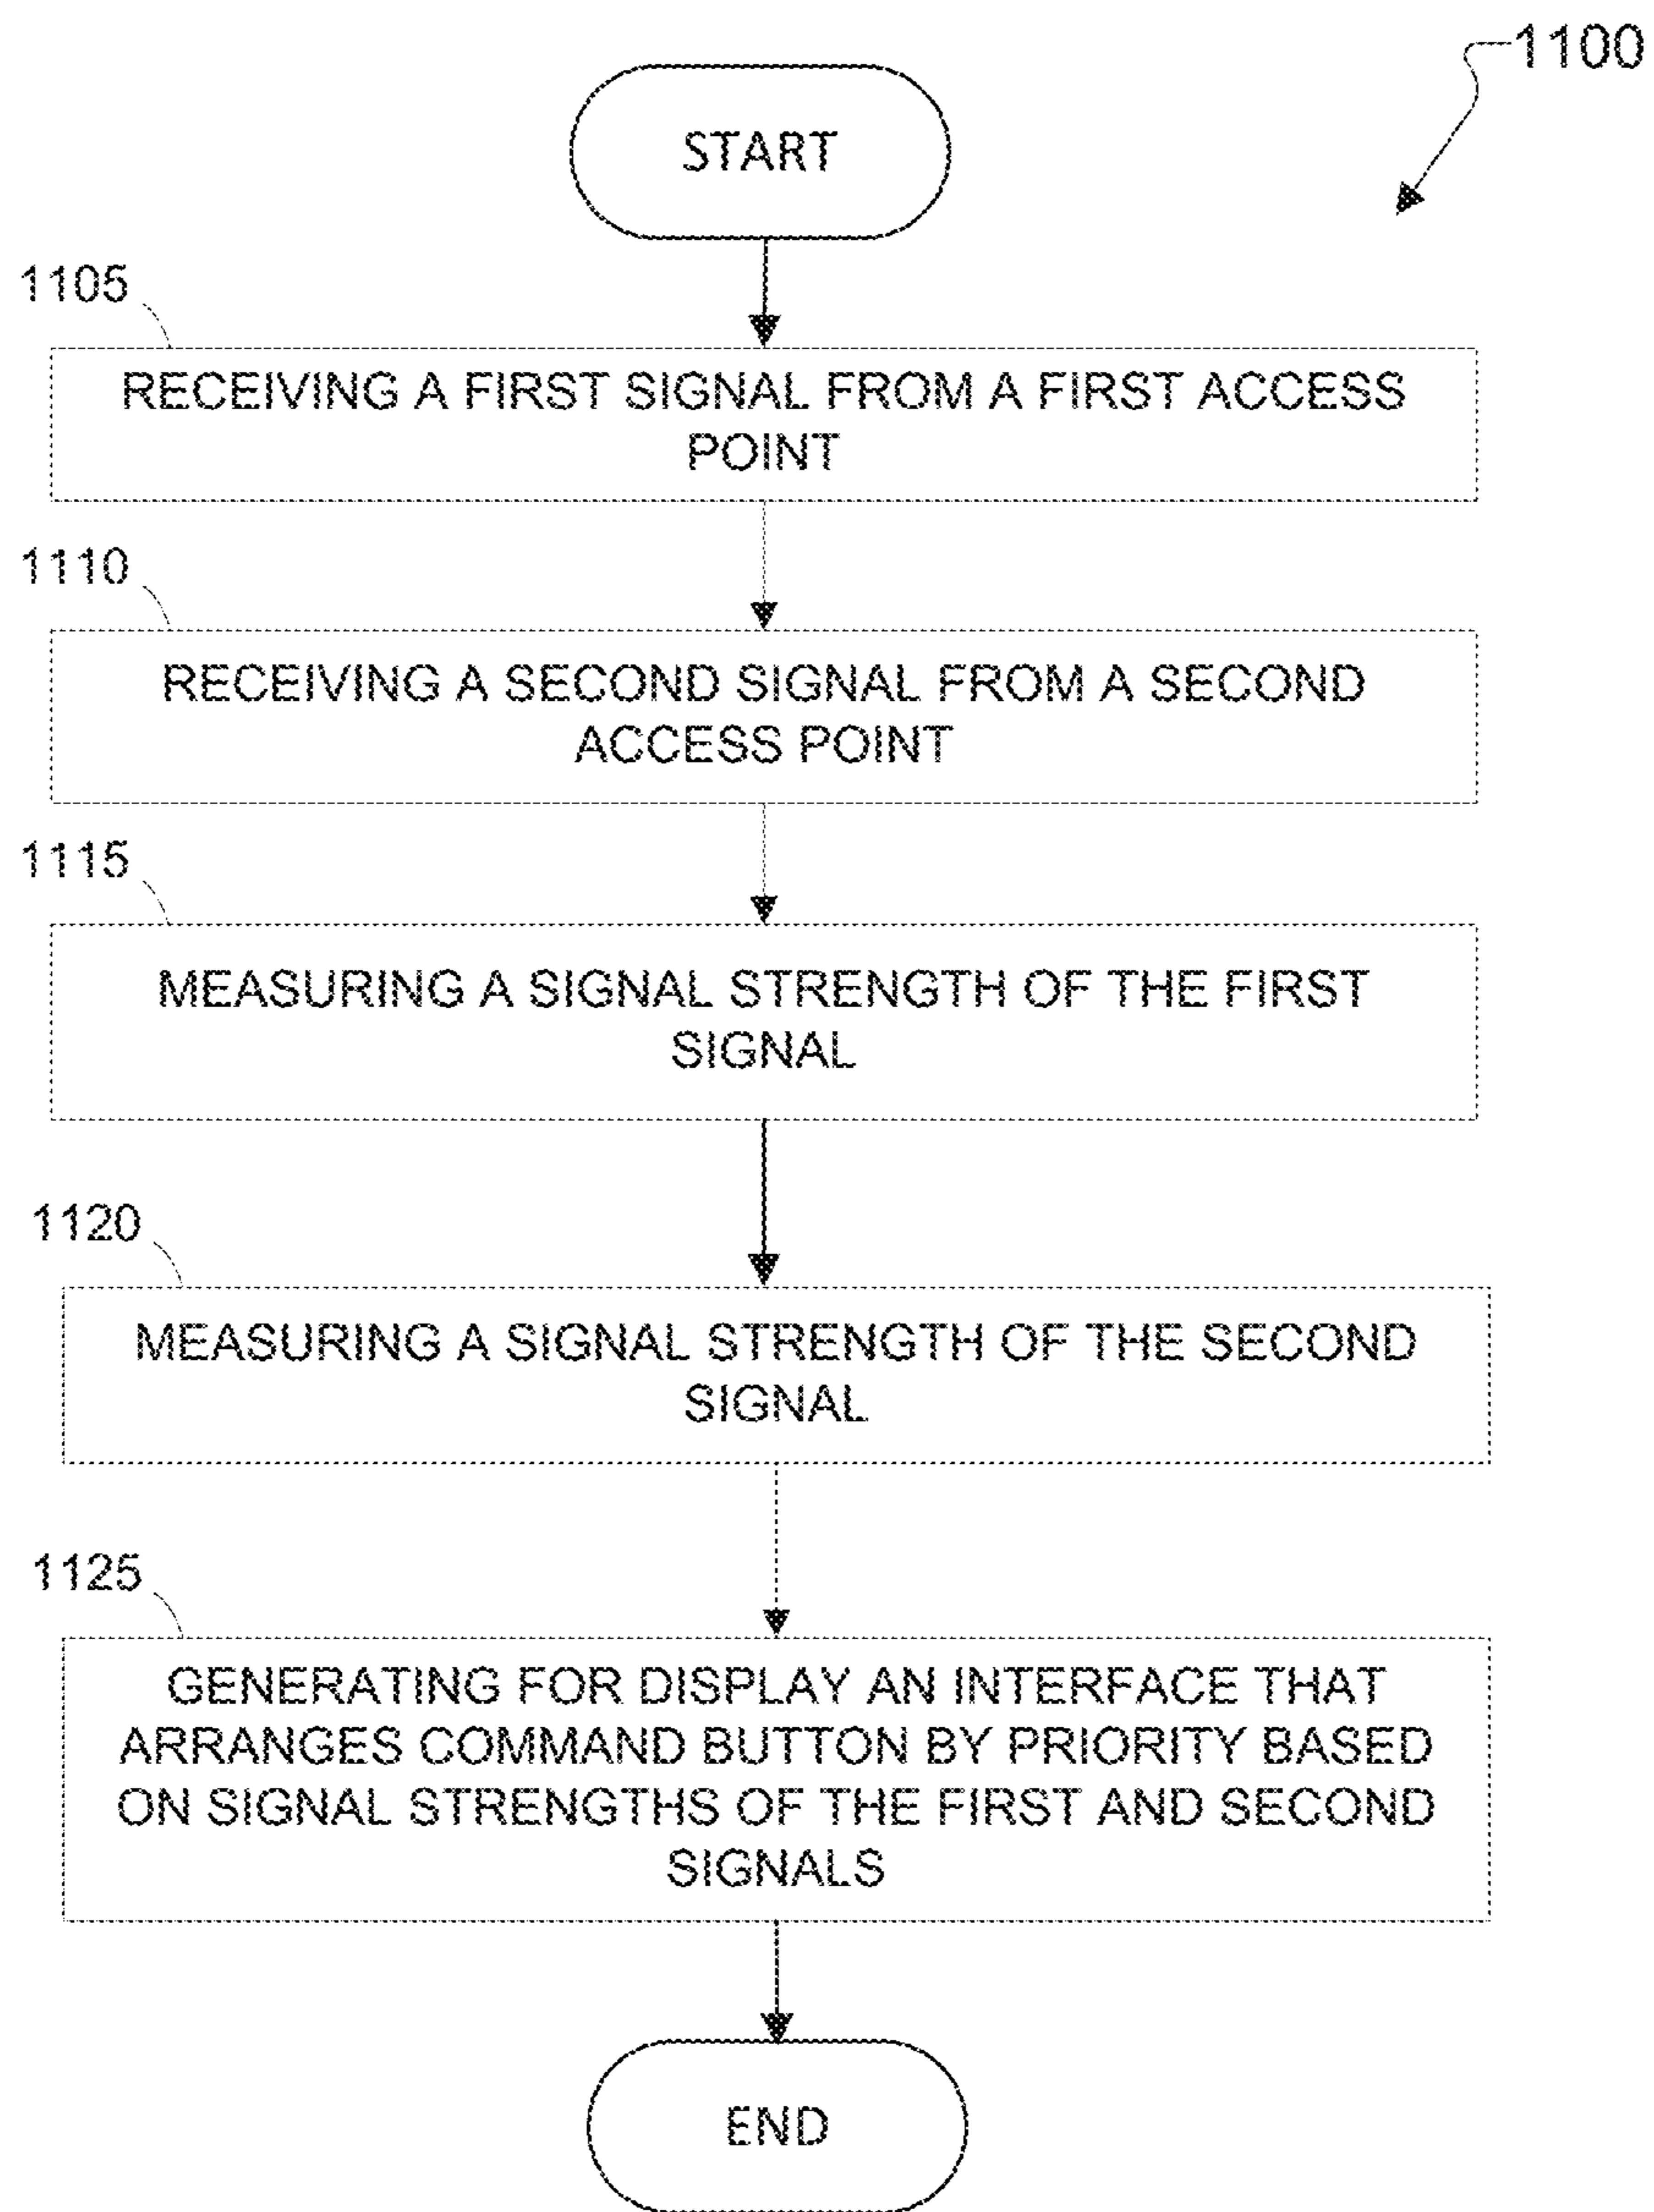 1100
START
1105
RECEIVING A FIRST SIGNAL FROM A FIRST ACCESS
POINT
1110
RECEIVING A SECOND SIGNAL FROM A SECOND
ACCESS POINT
1115
MEASURING A SIGNAL STRENGTH OF THE FIRST
SIGNAL
1120
MEASURING A SIGNAL STRENGTH OF THE SECOND
SIGNAL
1125
GENERATING FOR DISPLAY AN INTERFACE THAT
ARRANGES COMMAND BUTTON BY PRIORITY BASED
ON SIGNAL STRENGTHS OF THE FIRST AND SECOND
SIGNALS
END